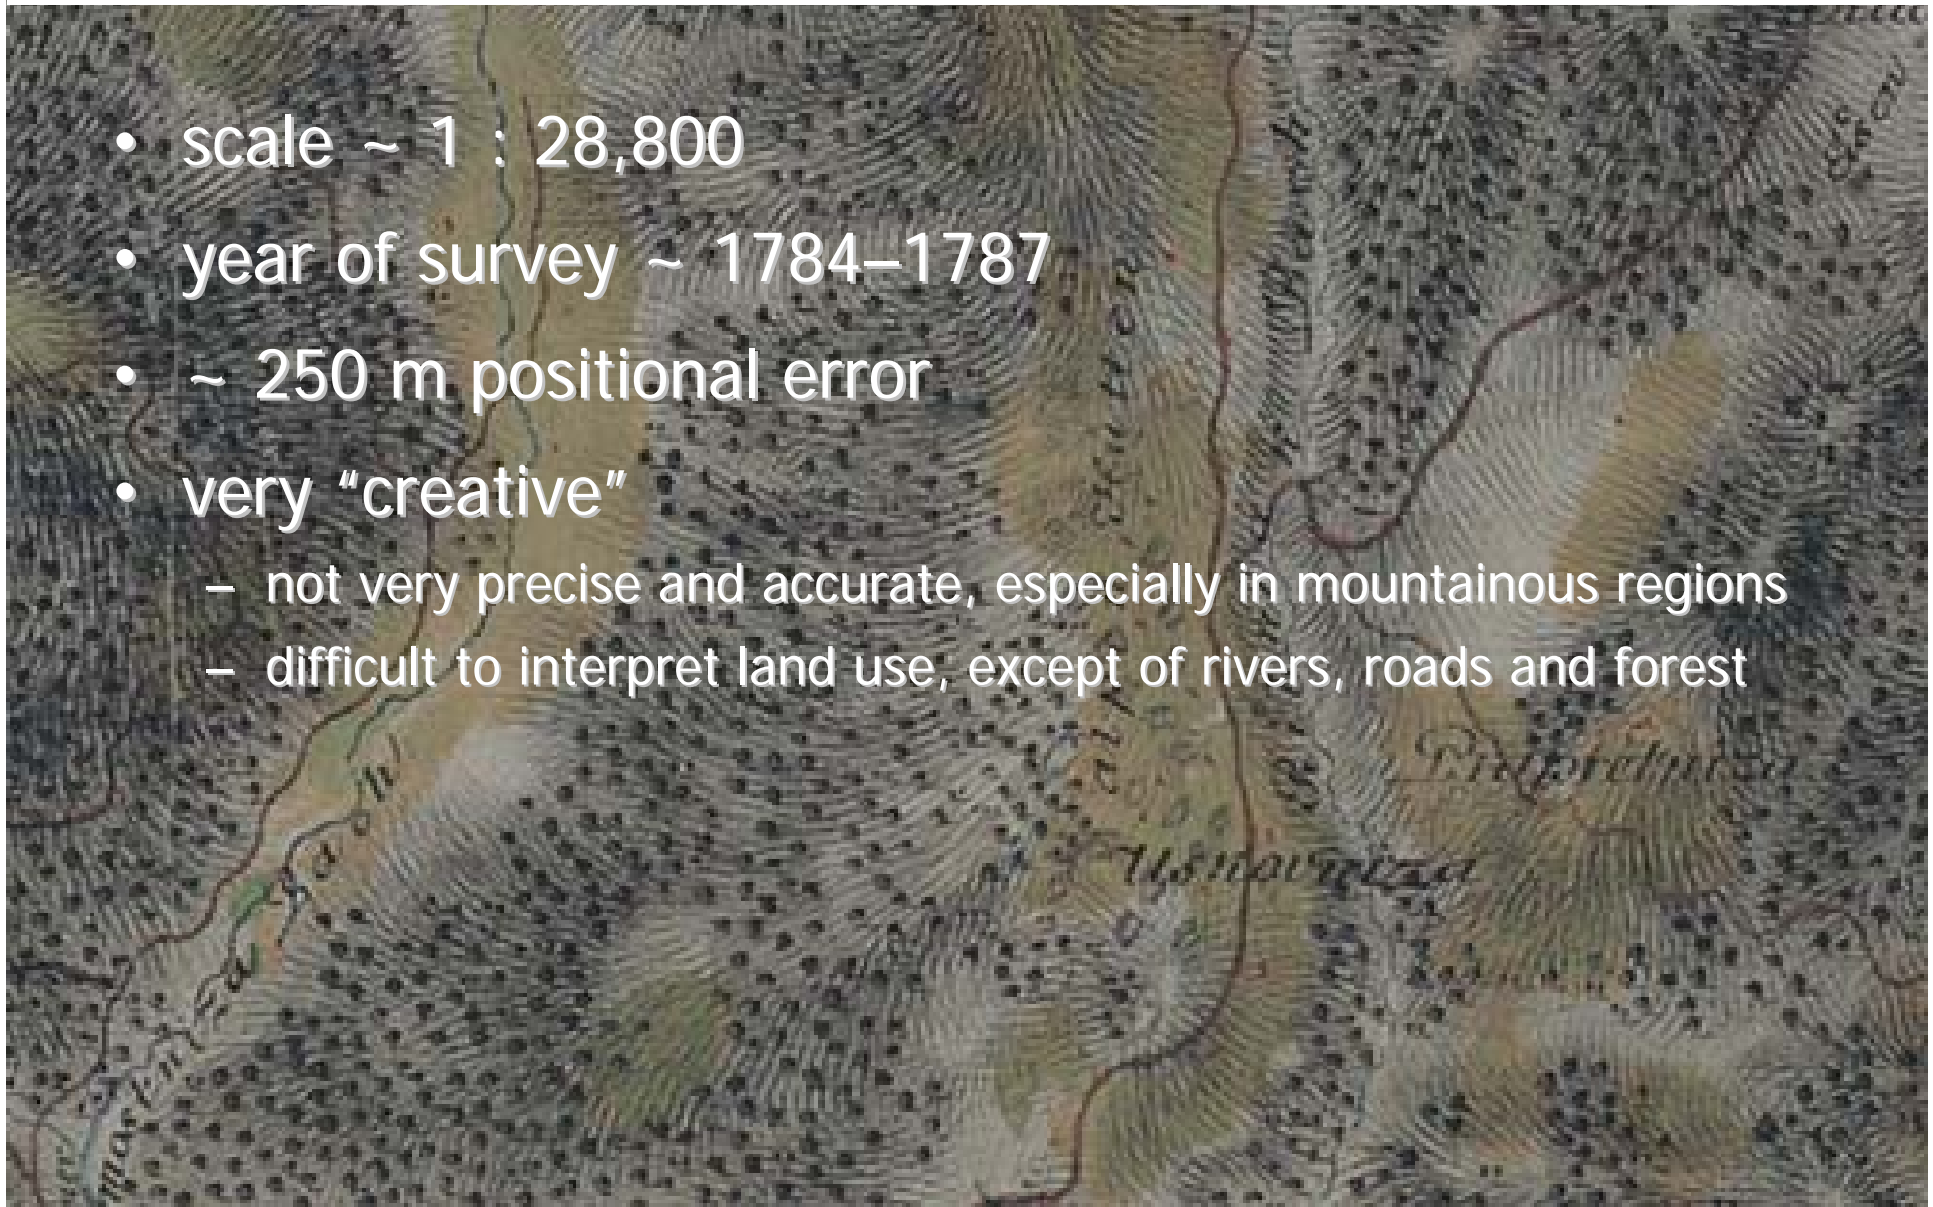 • scale ~ 1 : 28,800
• year of survey ~ 1784–1787
• ~ 250 m positional error
• very “creative”
– not very precise and accurate, especially in mountainous regions
– difficult to interpret land use, except of rivers, roads and forest
Usnovniza